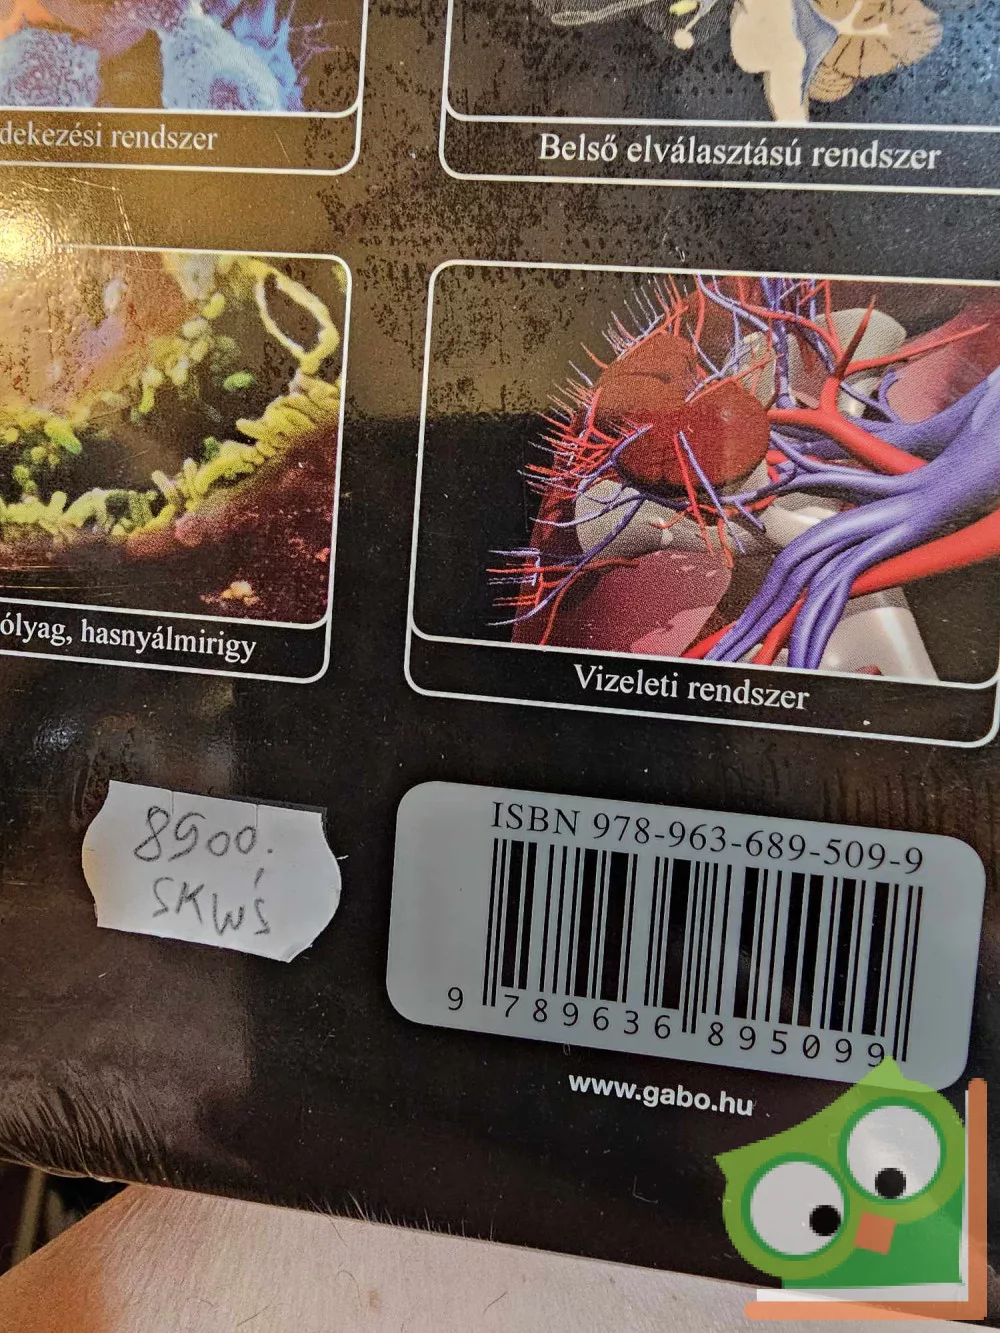 dekezési rendszer
Belső elválasztású rendszer
ólyag, hasnyálmirigy
Vizeleti rendszer
8500.
ISBN 978-963-689-509-9
9 789636 895099
www.gabo.hu